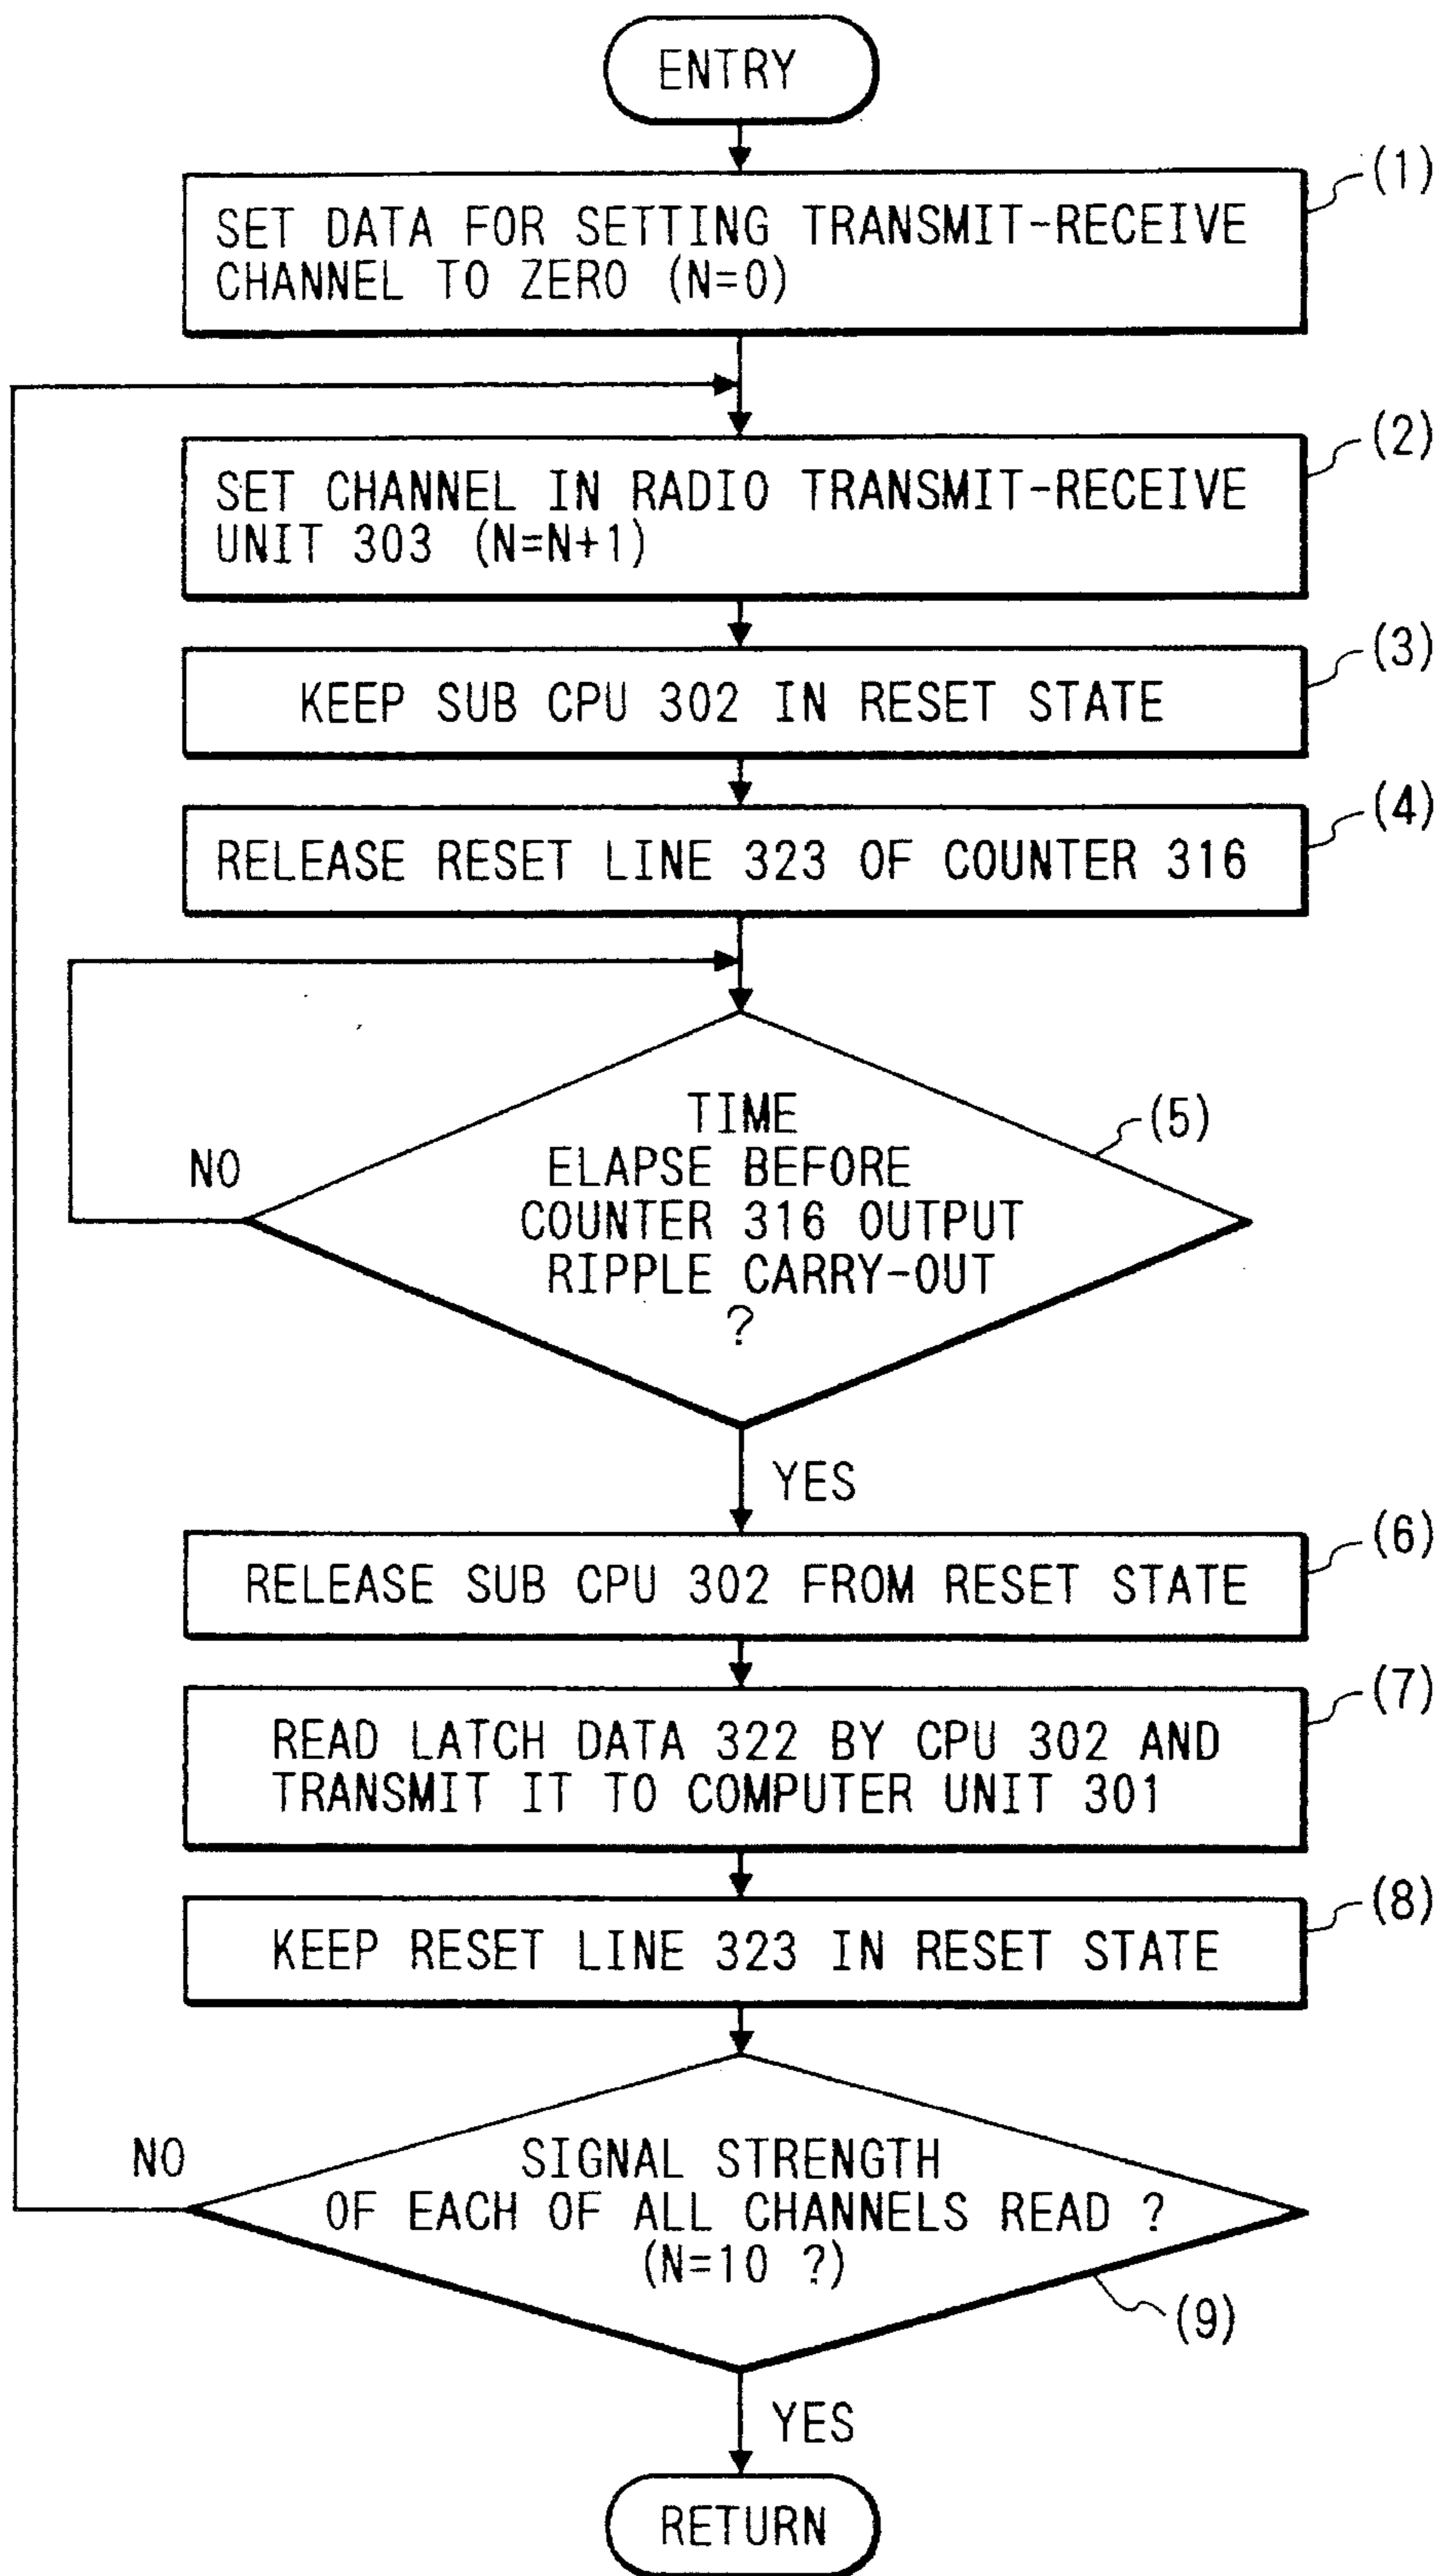 ENTRY
(1)
SET DATA FOR SETTING TRANSMIT-RECEIVE
CHANNEL TO ZERO (N=0)
(2)
SET CHANNEL IN RADIO TRANSMIT-RECEIVE
UNIT 303 (N=N+1)
(3)
KEEP SUB CPU 302 IN RESET STATE
(4)
RELEASE RESET LINE 323 OF COUNTER 316
(5)
TIME
ELAPSE BEFORE
COUNTER 316 OUTPUT
RIPPLE CARRY-OUT
?
NO
YES
(6)
RELEASE SUB CPU 302 FROM RESET STATE
(7)
READ LATCH DATA 322 BY CPU 302 AND
TRANSMIT IT TO COMPUTER UNIT 301
(8)
KEEP RESET LINE 323 IN RESET STATE
NO
SIGNAL STRENGTH
OF EACH OF ALL CHANNELS READ ?
(N=10 ?)
(9)
YES
RETURN